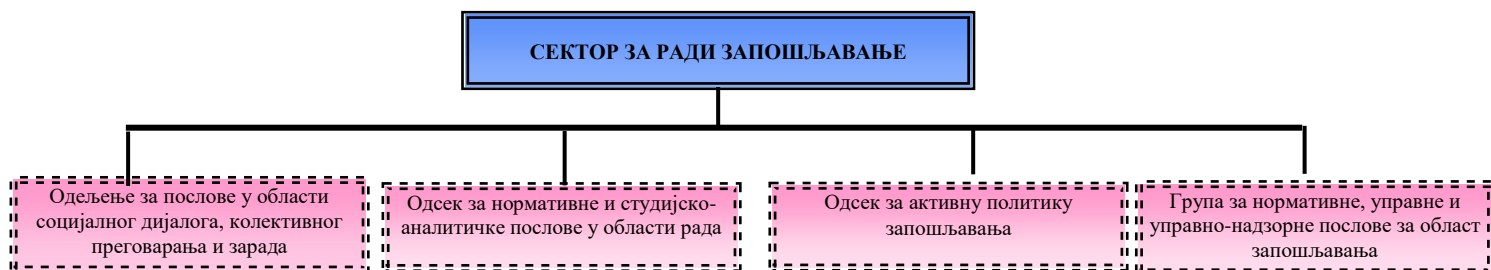 СЕКТОР ЗА РАДИ ЗАПОШЉАВАЊЕ
Одељење за послове у области
социјалног дијалога, колективног
преговарања и зарада
Одсек за нормативне и студијско-
аналитичке послове у области рада
Одсек за активну политику
запошљавања
Група за нормативне, управне и
управно-надзорне послове за област
запошљавања